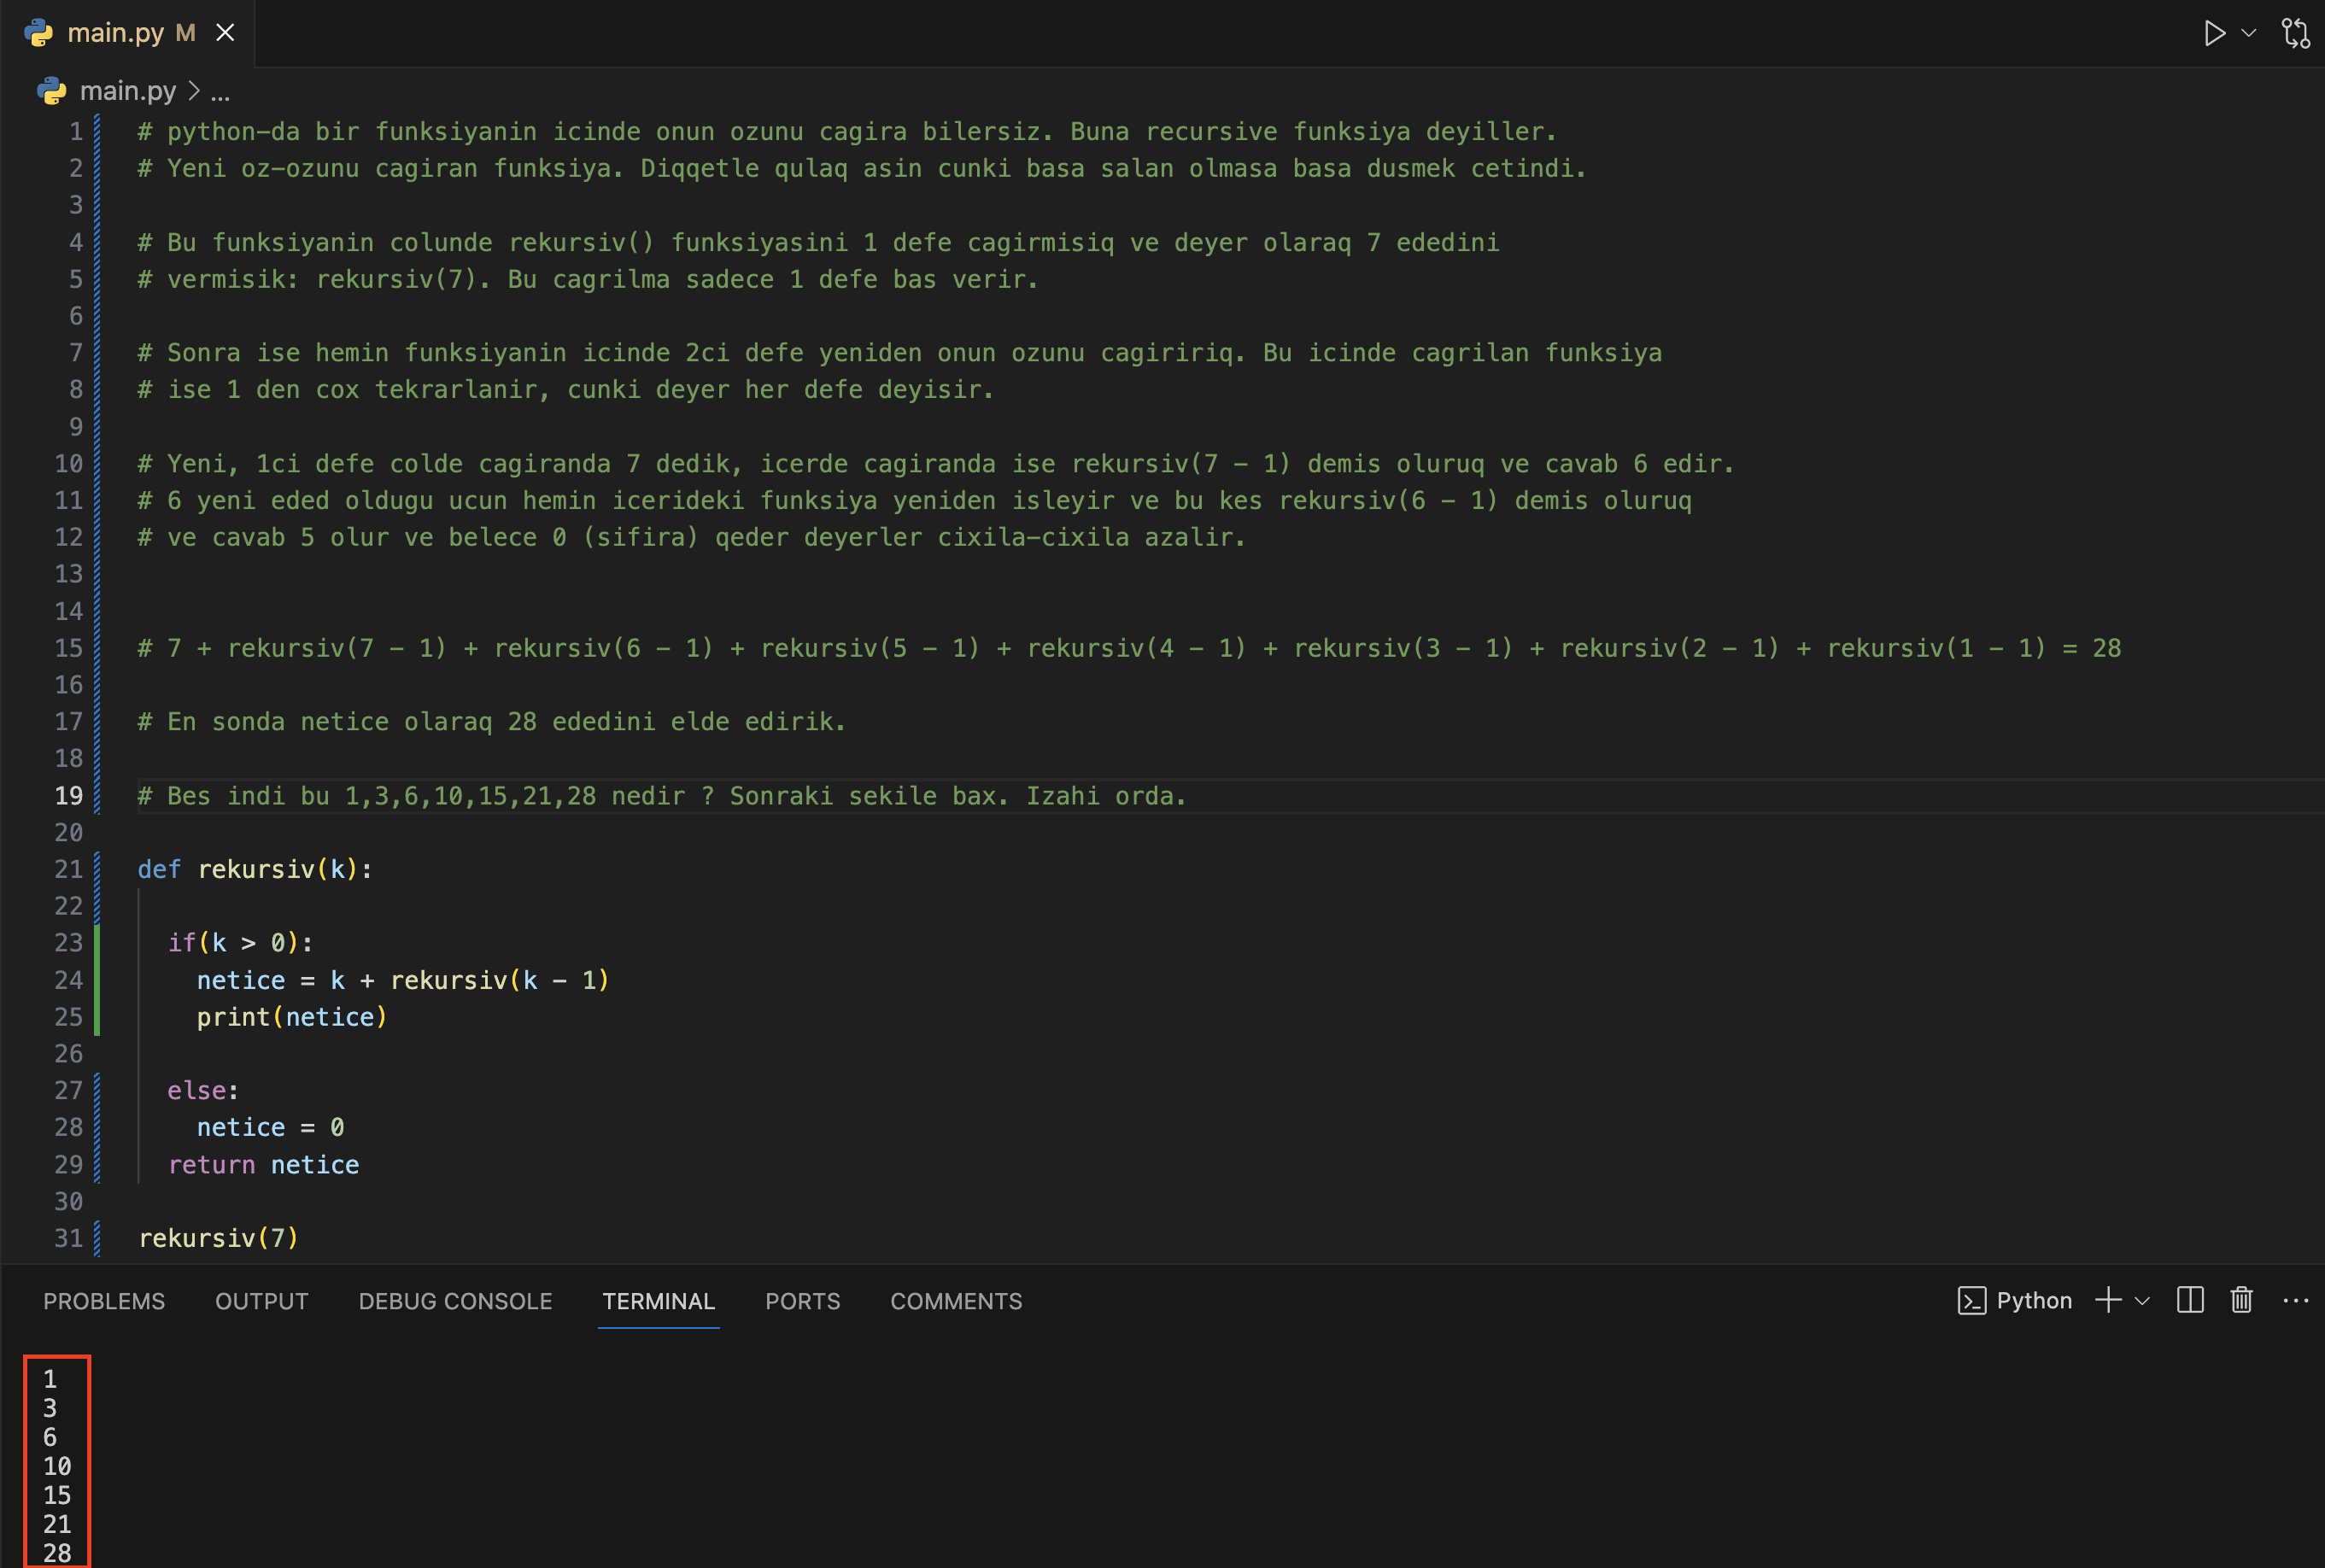 main.py M
main.py > ...
1 # python-da bir funksiyanin icinde onun ozunu cagira bilersiz. Buna recursive funksiya deyiller.
2 # Yeni oz-ozunu cagiran funksiya. Diqqetle qulaq asin cunki basa salan olmasa basa dusmek cetindi.
3
4 # Bu funksiyanin colunde rekursiv() funksiyasini 1 defe cagirmisiq ve deyer olaraq 7 ededini
5 # vermisik: rekursiv(7). Bu cagrilma sadece 1 defe bas verir.
6
7 # Sonra ise hemin funksiyanin icinde 2ci defe yeniden onun ozunu cagiririq. Bu icinde cagrilan funksiya
8 # ise 1 den cox tekrarlanir, cunki deyer her defe deyisir.
9
10 # Yeni, 1ci defe colde cagiranda 7 dedik, icerde cagiranda ise rekursiv(7 - 1) demis oluruq ve cavab 6 edir.
11 # 6 yeni eded oldugu ucun hemin icerideki funksiya yeniden isleyir ve bu kes rekursiv(6 - 1) demis oluruq
12 # ve cavab 5 olur ve belece 0 (sifira) qeder deyerler cixila-cixila azalir.
13
14
15 # 7 + rekursiv(7 - 1) + rekursiv(6 - 1) + rekursiv(5 - 1) + rekursiv(4 - 1) + rekursiv(3 - 1) + rekursiv(2 - 1) + rekursiv(1 - 1) = 28
16
17 # En sonda netice olaraq 28 ededini elde edirik.
18
19 # Bes indi bu 1,3,6,10,15,21,28 nedir ? Sonraki sekile bax. Izahi orda.
20
21 def rekursiv(k):
22
23   if(k > 0):
24     netice = k + rekursiv(k - 1)
25     print(netice)
26
27   else:
28     netice = 0
29   return netice
30
31 rekursiv(7)
PROBLEMS OUTPUT DEBUG CONSOLE TERMINAL PORTS COMMENTS Python
1
3
6
10
15
21
28